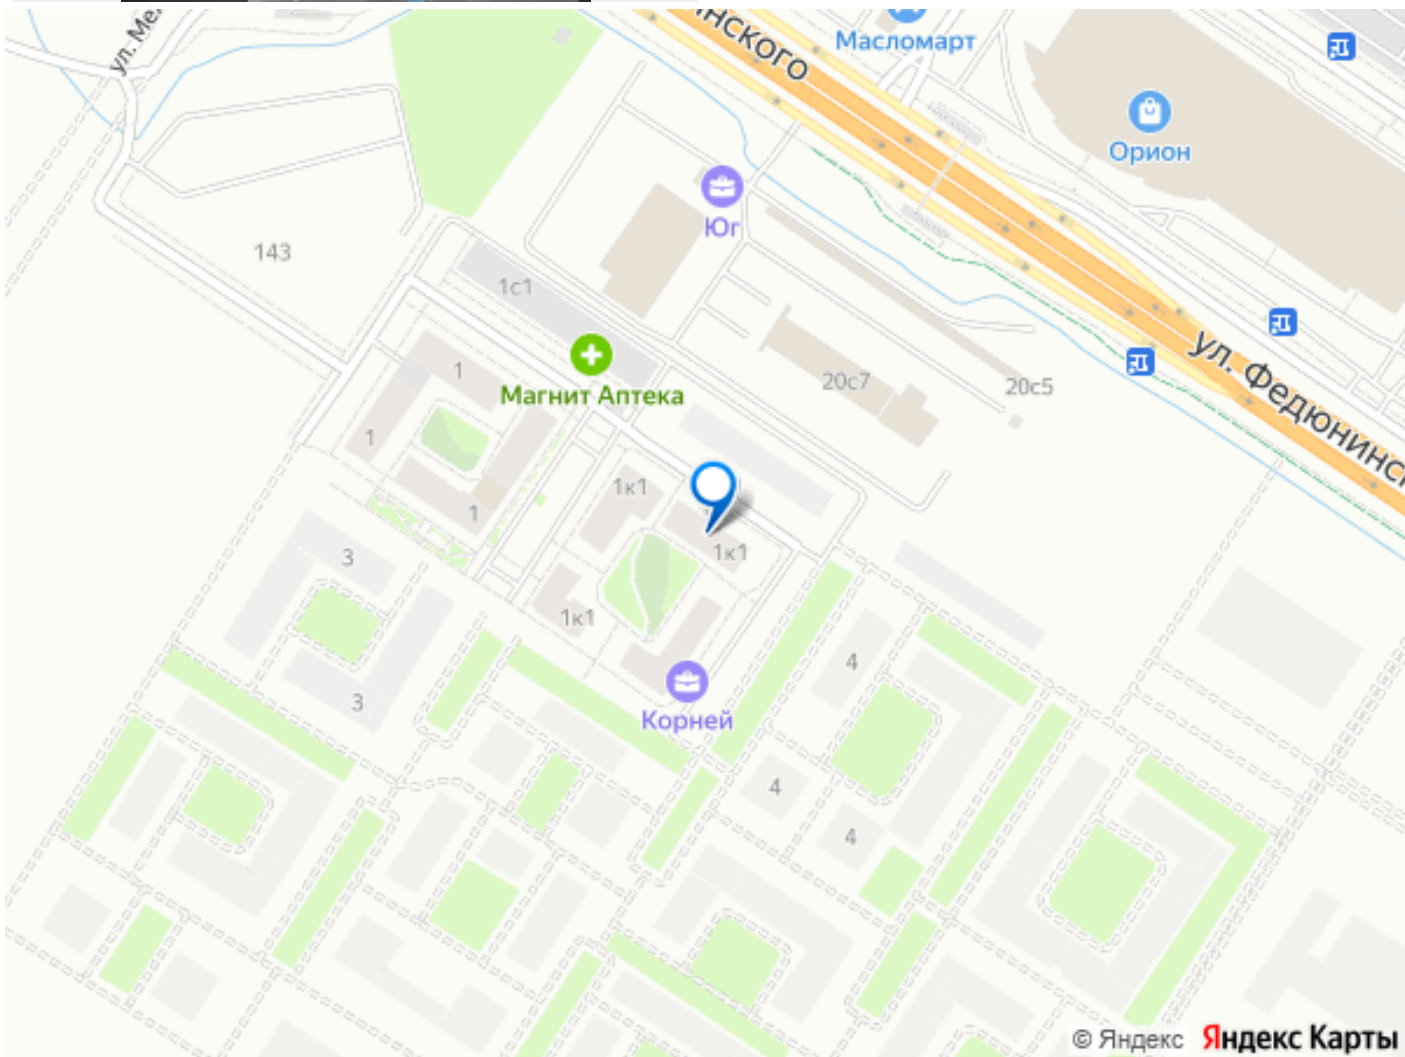 ул. Ме
нского
Масломарт
Орион
Юг
143
1с1
ул. Федюнинс
20с7
20с5
Магнит Аптека
1
1
1
1к1
1к1
1к1
3
3
4
Корней
4
4
© Яндекс Яндекс Карты